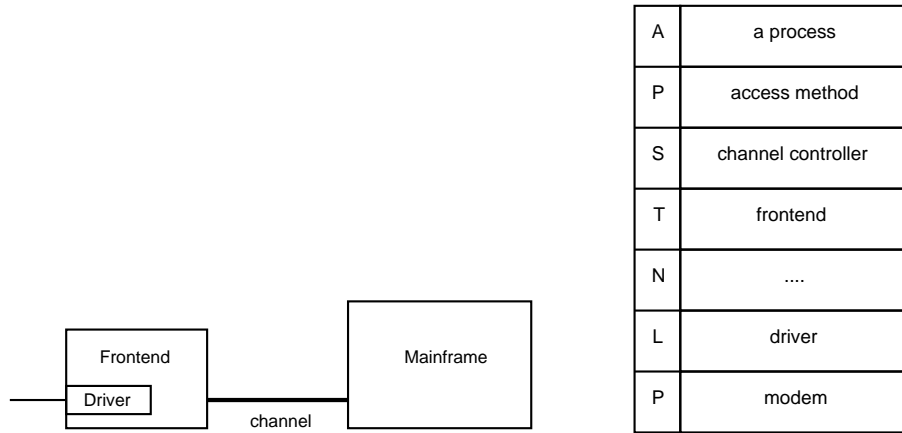 A a process
P access method
S channel controller
T frontend
N ....
L driver
P modem
Frontend
Mainframe
Driver
channel